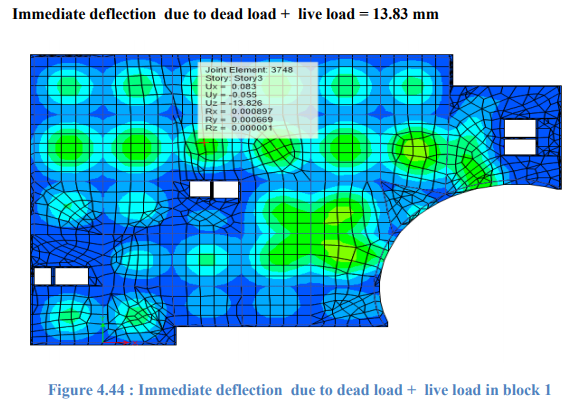 Immediate deflection due to dead load + live load = 13.83 mm
Joint Element: 3748
Story: Story3
Ux = 0.083
Uy = -0.055
Uz = -13.826
Rx = 0.000897
Ry = 0.000669
Rz = 0.000001
Figure 4.44 : Immediate deflection due to dead load + live load in block 1